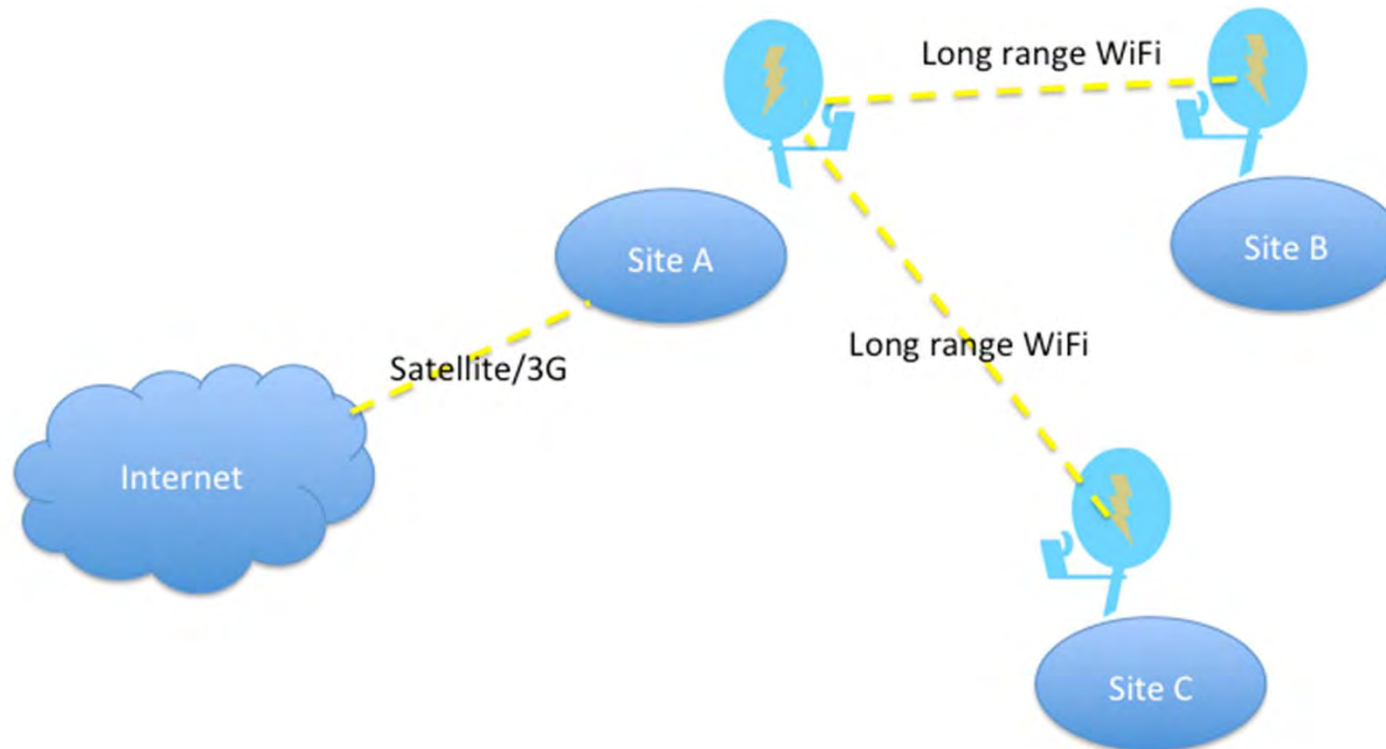 Long range WiFi
Site A
Site B
Long range WiFi
Satellite/3G
Internet
Site C